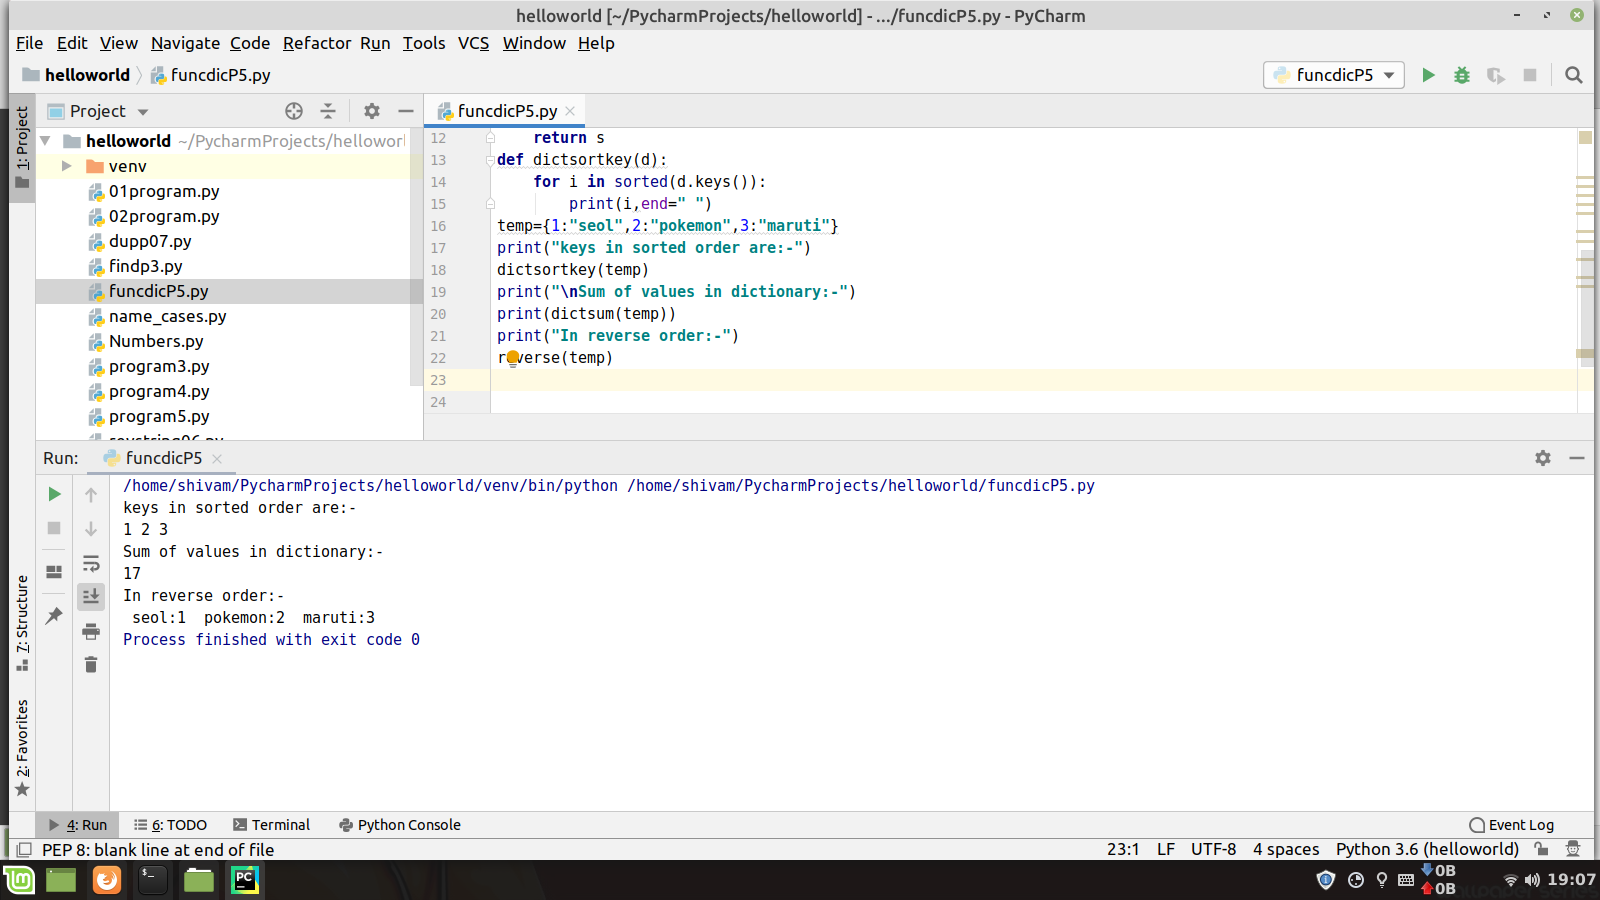 helloworld [~/PycharmProjects/helloworld] - .../funcdicP5.py - PyCharm
File Edit View Navigate Code Refactor Run Tools VCS Window Help
helloworld funcdicP5.py
funcdicP5
1: Project
Project
funcdicP5.py
helloworld ~/PycharmProjects/hellowor
venv
01program.py
02program.py
dupp07.py
findp3.py
funcdicP5.py
name_cases.py
Numbers.py
program3.py
program4.py
program5.py
12 return s
13 def dictsortkey(d):
14 for i in sorted(d.keys()):
15 print(i,end=" ")
16 temp={1:"seol",2:"pokemon",3:"maruti"}
17 print("keys in sorted order are:-")
18 dictsortkey(temp)
19 print("\nSum of values in dictionary:-")
20 print(dictsum(temp))
21 print("In reverse order:-")
22 reverse(temp)
23
24
Run: funcdicP5
/home/shivam/PycharmProjects/helloworld/venv/bin/python /home/shivam/PycharmProjects/helloworld/funcdicP5.py
keys in sorted order are:-
1 2 3
Sum of values in dictionary:-
17
In reverse order:-
seol:1 pokemon:2 maruti:3
Process finished with exit code 0
7: Structure
2: Favorites
4: Run 6: TODO Terminal Python Console Event Log
PEP 8: blank line at end of file 23:1 LF UTF-8 4 spaces Python 3.6 (helloworld)
PC
0B
0B
19:07